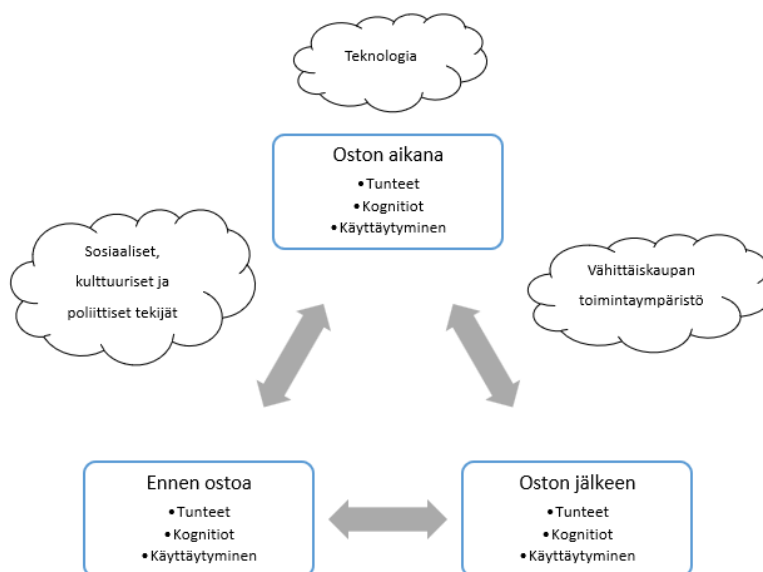 Teknologia
Oston aikana
•Tunteet
•Kognitiot
•Käyttäytyminen
Sosiaaliset,
kulttuuriset ja
poliittiset tekijät
Vähittäiskaupan
toimintaympäristö
Ennen ostoa
•Tunteet
•Kognitiot
•Käyttäytyminen
Oston jälkeen
•Tunteet
•Kognitiot
•Käyttäytyminen